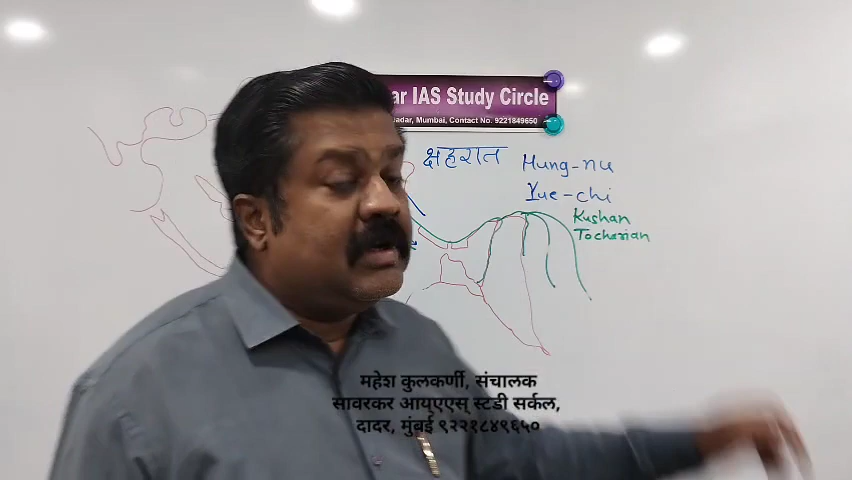 ar IAS Study Circle
adar, Mumbai, Contact No. 9221849650
क्षहरात
Hung-nu
Yue-chi
Kushan
Tocharian
महेश कुलकर्णी, संचालक
सावरकर आयएएस् स्टडी सर्कल,
दादर, मुंबई ९२२१८४९६५०